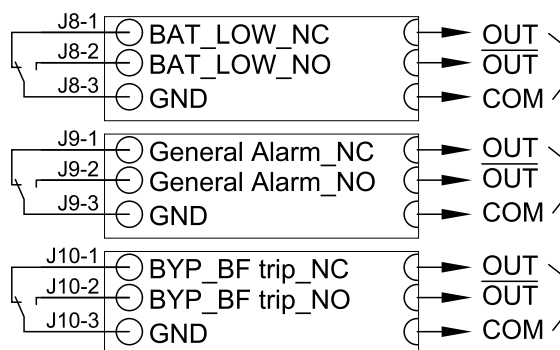 J8-1 BAT_LOW_NC OUT
J8-2 BAT_LOW_NO OUT
J8-3 GND COM
J9-1 General Alarm_NC OUT
J9-2 General Alarm_NO OUT
J9-3 GND COM
J10-1 BYP_BF trip_NC OUT
J10-2 BYP_BF trip_NO OUT
J10-3 GND COM